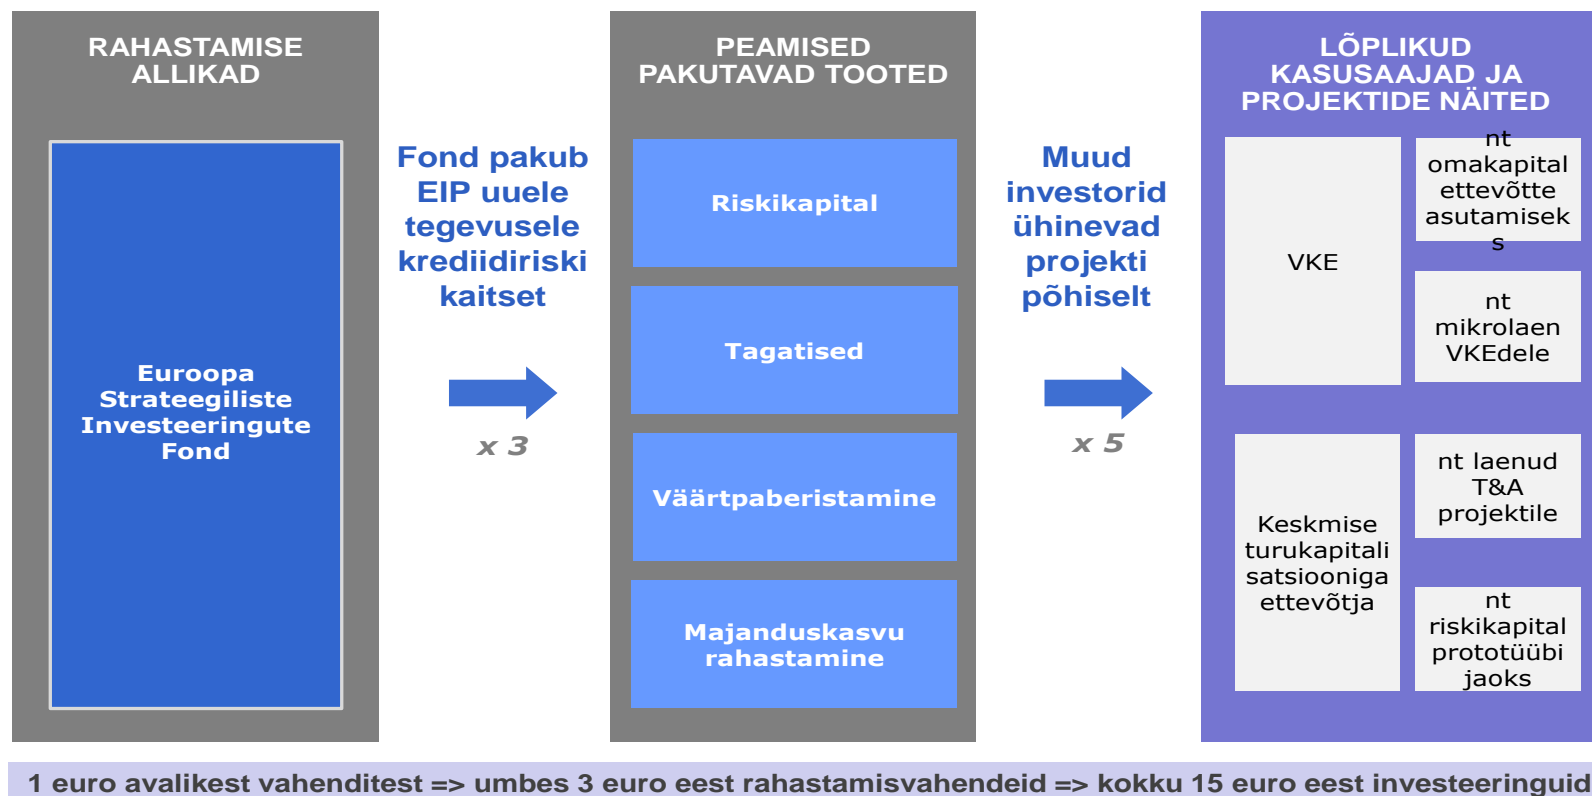 RAHASTAMISE
ALLIKAD
Euroopa
Strateegiliste
Investeeringute
Fond
Fond pakub
EIP uuele
tegevusele
krediidiriski
kaitset
x 3
PEAMISED
PAKUTAVAD TOOTED
Riskikapital
Tagatised
Väärtpaberistamine
Majanduskasvu
rahastamine
Muud
investorid
ühinevad
projekti
põhiselt
x 5
LÕPLIKUD
KASUSAAJAD JA
PROJEKTIDE NÄITED
VKE
nt
omakapital
ettevõtte
asutamisek
s
nt
mikrolaen
VKEdele
Keskmise
turukapitali
satsiooniga
ettevõtja
nt laenud
T&A
projektile
nt
riskikapital
prototüübi
jaoks
1 euro avalikest vahenditest => umbes 3 euro eest rahastamisvahendeid => kokku 15 euro eest investeeringuid